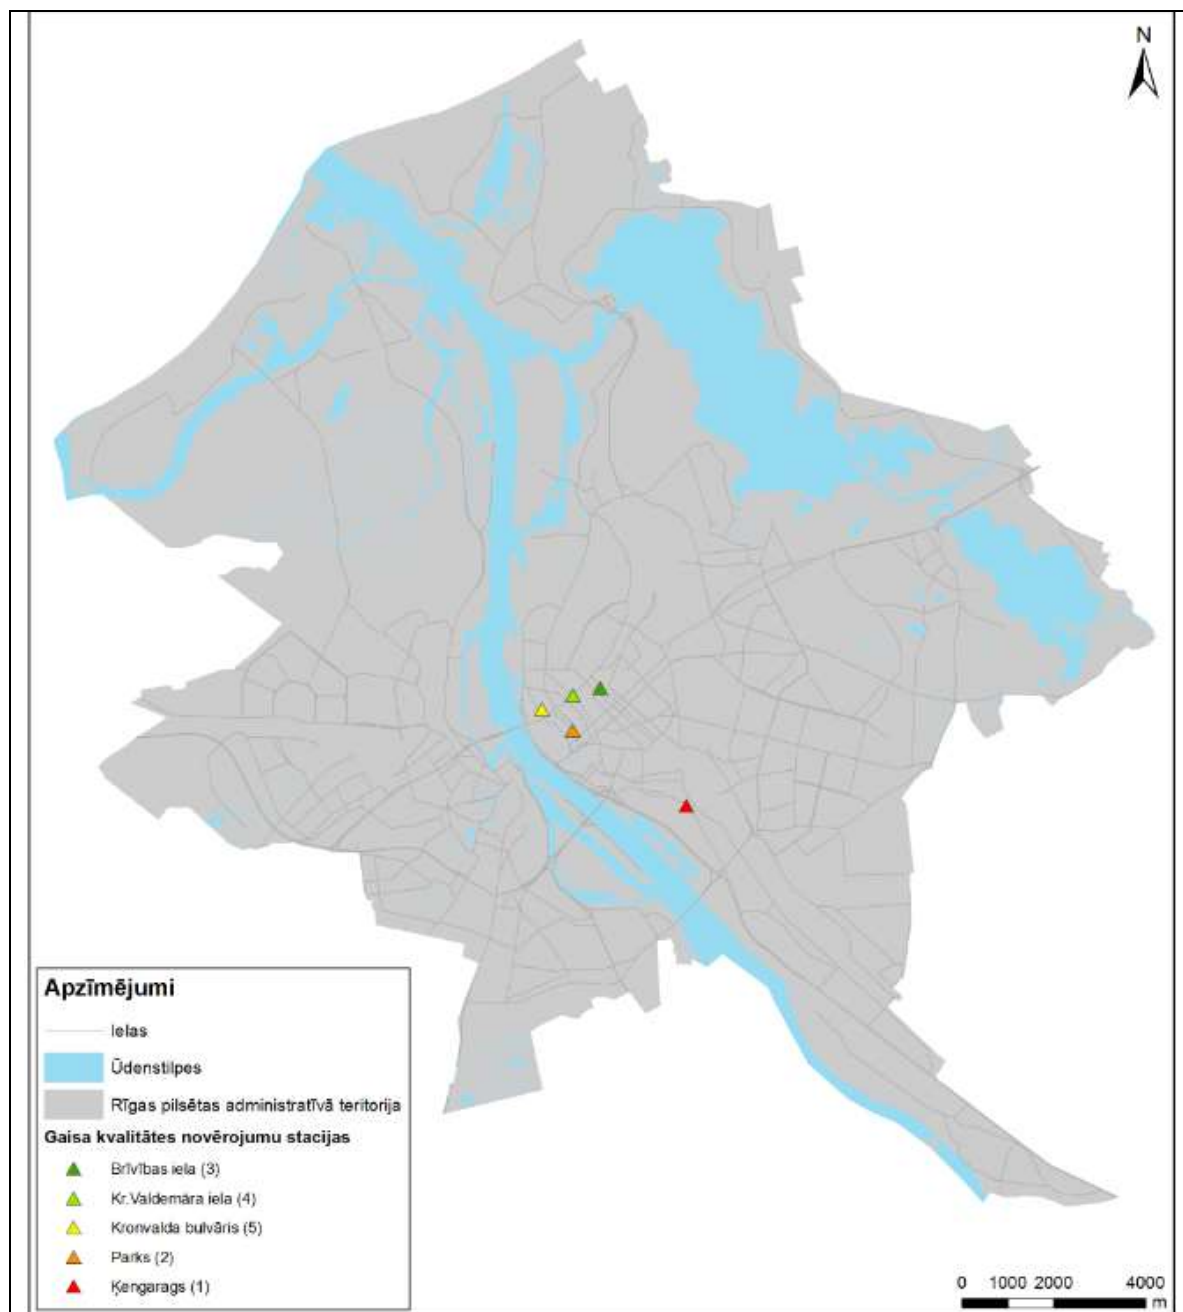 N
Apzīmējumi
Ielas
Ūdenstilpes
Rīgas pilsētas administratīvā teritorija
Gaisa kvalitātes novērojumu stacijas
Brīvības iela (3)
Kr.Valdemāra iela (4)
Kronvalda bulvāris (5)
Parks (2)
Ķengarags (1)
0 1000 2000 4000
m